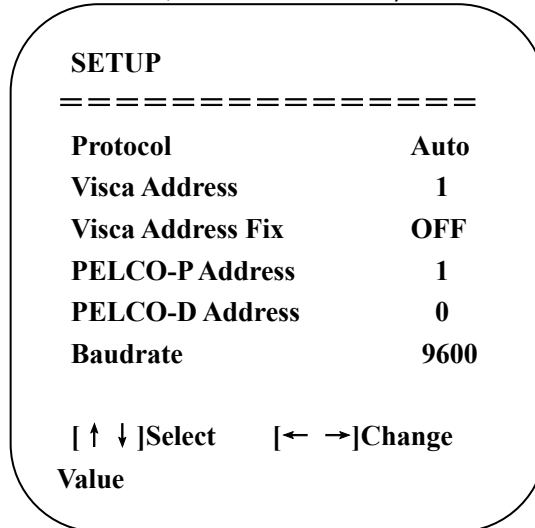 SETUP
===============
Protocol Auto
Visca Address 1
Visca Address Fix OFF
PELCO-P Address 1
PELCO-D Address 0
Baudrate 9600
[ ↑ ↓ ]Select [← →]Change
Value